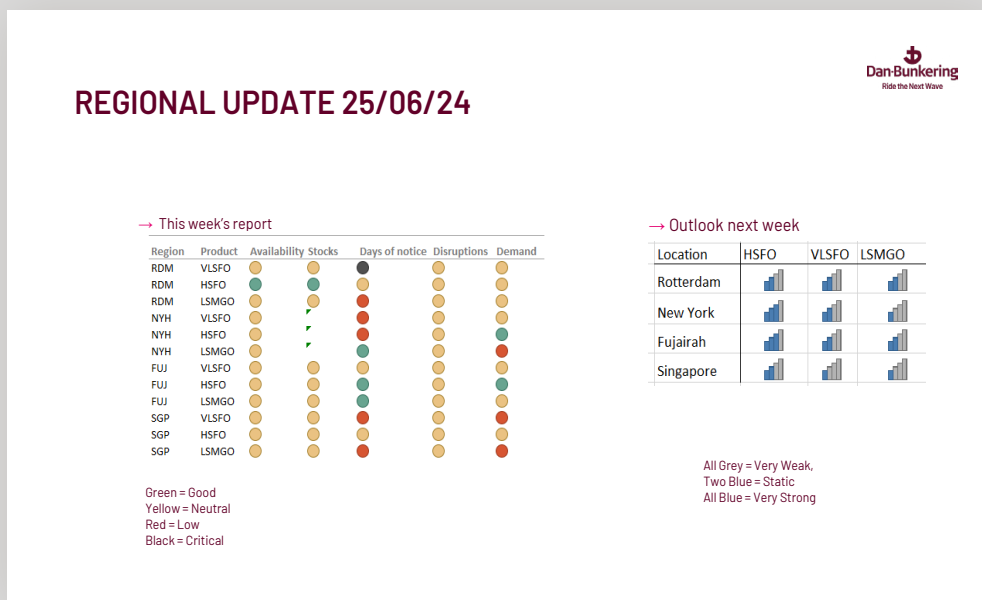 Dan-Bunkering
Ride the Next Wave
REGIONAL UPDATE 25/06/24
→ This week's report
Region Product Availability Stocks Days of notice Disruptions Demand
RDM VLSFO
RDM HSFO
RDM LSMGO
NYH VLSFO
NYH HSFO
NYH LSMGO
FUJ VLSFO
FUJ HSFO
FUJ LSMGO
SGP VLSFO
SGP HSFO
SGP LSMGO
Green = Good
Yellow = Neutral
Red = Low
Black = Critical
→ Outlook next week
Location HSFO VLSFO LSMGO
Rotterdam
New York
Fujairah
Singapore
All Grey = Very Weak,
Two Blue = Static
All Blue = Very Strong